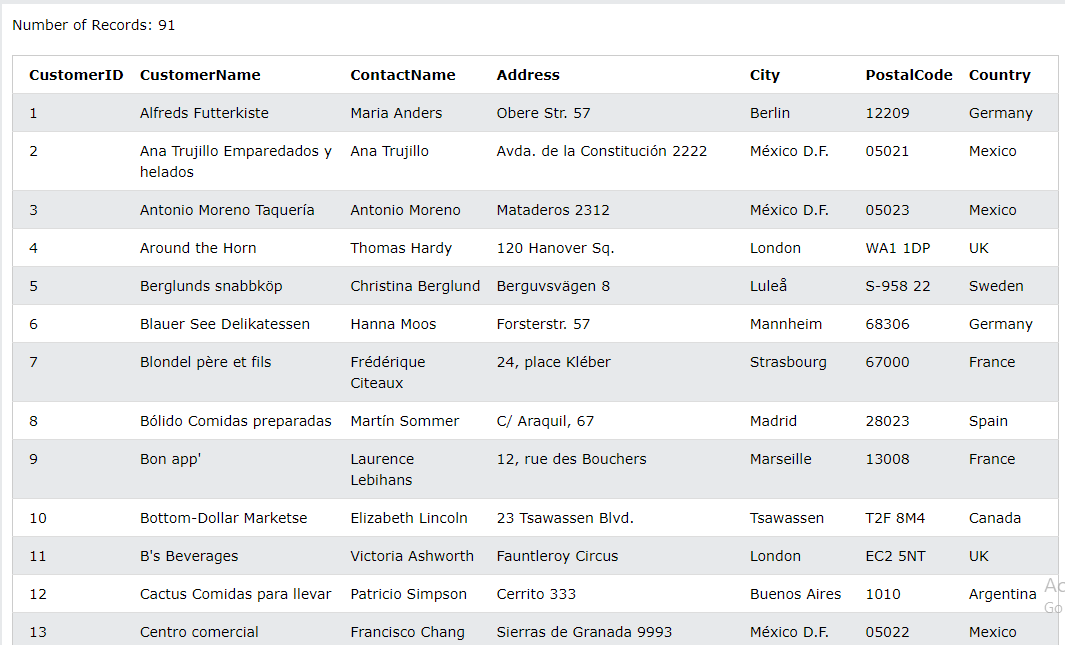 Number of Records: 91
CustomerID CustomerName ContactName Address City PostalCode Country
1 Alfreds Futterkiste Maria Anders Obere Str. 57 Berlin 12209 Germany
2 Ana Trujillo Emparedados y helados Ana Trujillo Avda. de la Constitución 2222 México D.F. 05021 Mexico
3 Antonio Moreno Taquería Antonio Moreno Mataderos 2312 México D.F. 05023 Mexico
4 Around the Horn Thomas Hardy 120 Hanover Sq. London WA1 1DP UK
5 Berglunds snabbköp Christina Berglund Berguvsvägen 8 Luleå S-958 22 Sweden
6 Blauer See Delikatessen Hanna Moos Forsterstr. 57 Mannheim 68306 Germany
7 Blondel père et fils Frédérique Citeaux 24, place Kléber Strasbourg 67000 France
8 Bólido Comidas preparadas Martín Sommer C/ Araquil, 67 Madrid 28023 Spain
9 Bon app' Laurence Lebihans 12, rue des Bouchers Marseille 13008 France
10 Bottom-Dollar Marketse Elizabeth Lincoln 23 Tsawassen Blvd. Tsawassen T2F 8M4 Canada
11 B's Beverages Victoria Ashworth Fauntleroy Circus London EC2 5NT UK
12 Cactus Comidas para llevar Patricio Simpson Cerrito 333 Buenos Aires 1010 Argentina
13 Centro comercial Francisco Chang Sierras de Granada 9993 México D.F. 05022 Mexico